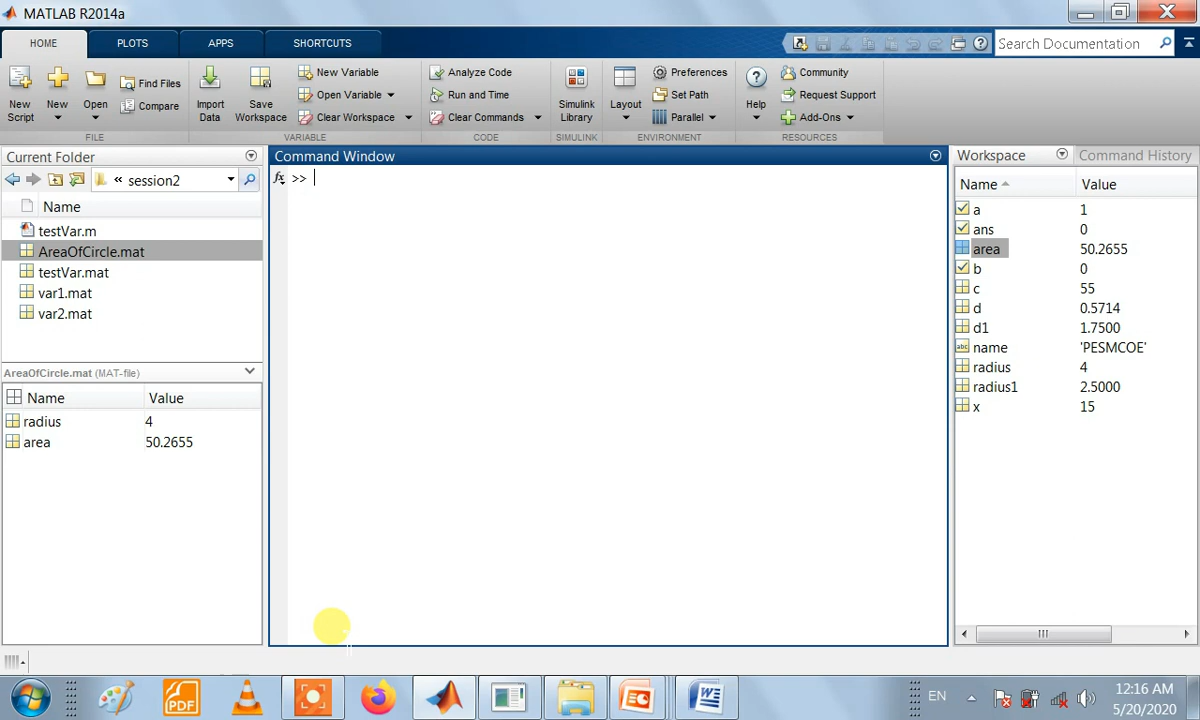 MATLAB R2014a
HOME PLOTS APPS SHORTCUTS Search Documentation
New Script New Open Find Files Compare Import Data Save Workspace New Variable Open Variable Clear Workspace Analyze Code Run and Time Clear Commands Simulink Library Layout Preferences Set Path Parallel Help Community Request Support Add-Ons
FILE VARIABLE CODE SIMULINK ENVIRONMENT RESOURCES
Current Folder
« session2
Name
testVar.m
AreaOfCircle.mat
testVar.mat
var1.mat
var2.mat
AreaOfCircle.mat (MAT-file)
Name Value
radius 4
area 50.2655
Command Window
fx >>
Workspace Command History
Name Value
a 1
ans 0
area 50.2655
b 0
c 55
d 0.5714
d1 1.7500
abc name 'PESMCOE'
radius 4
radius1 2.5000
x 15
PDF
W
EN
12:16 AM
5/20/2020